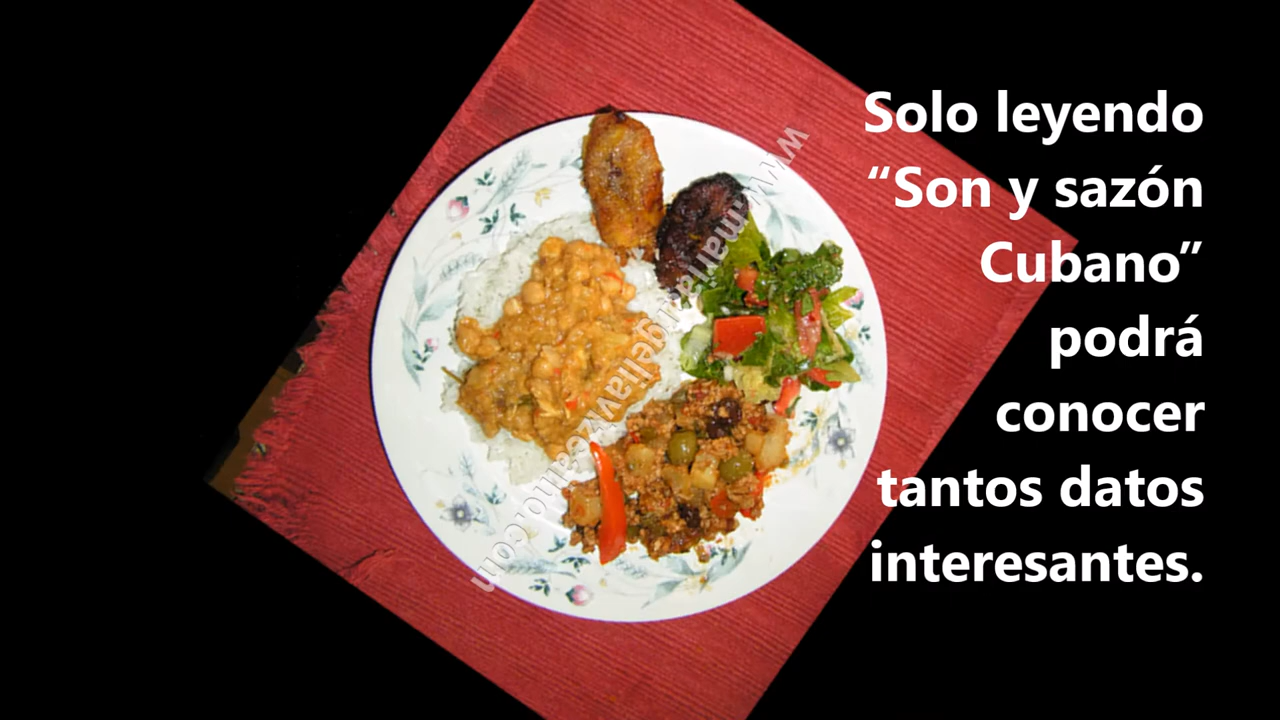 Solo leyendo
“Son y sazón
Cubano”
podrá
conocer
tantos datos
interesantes.